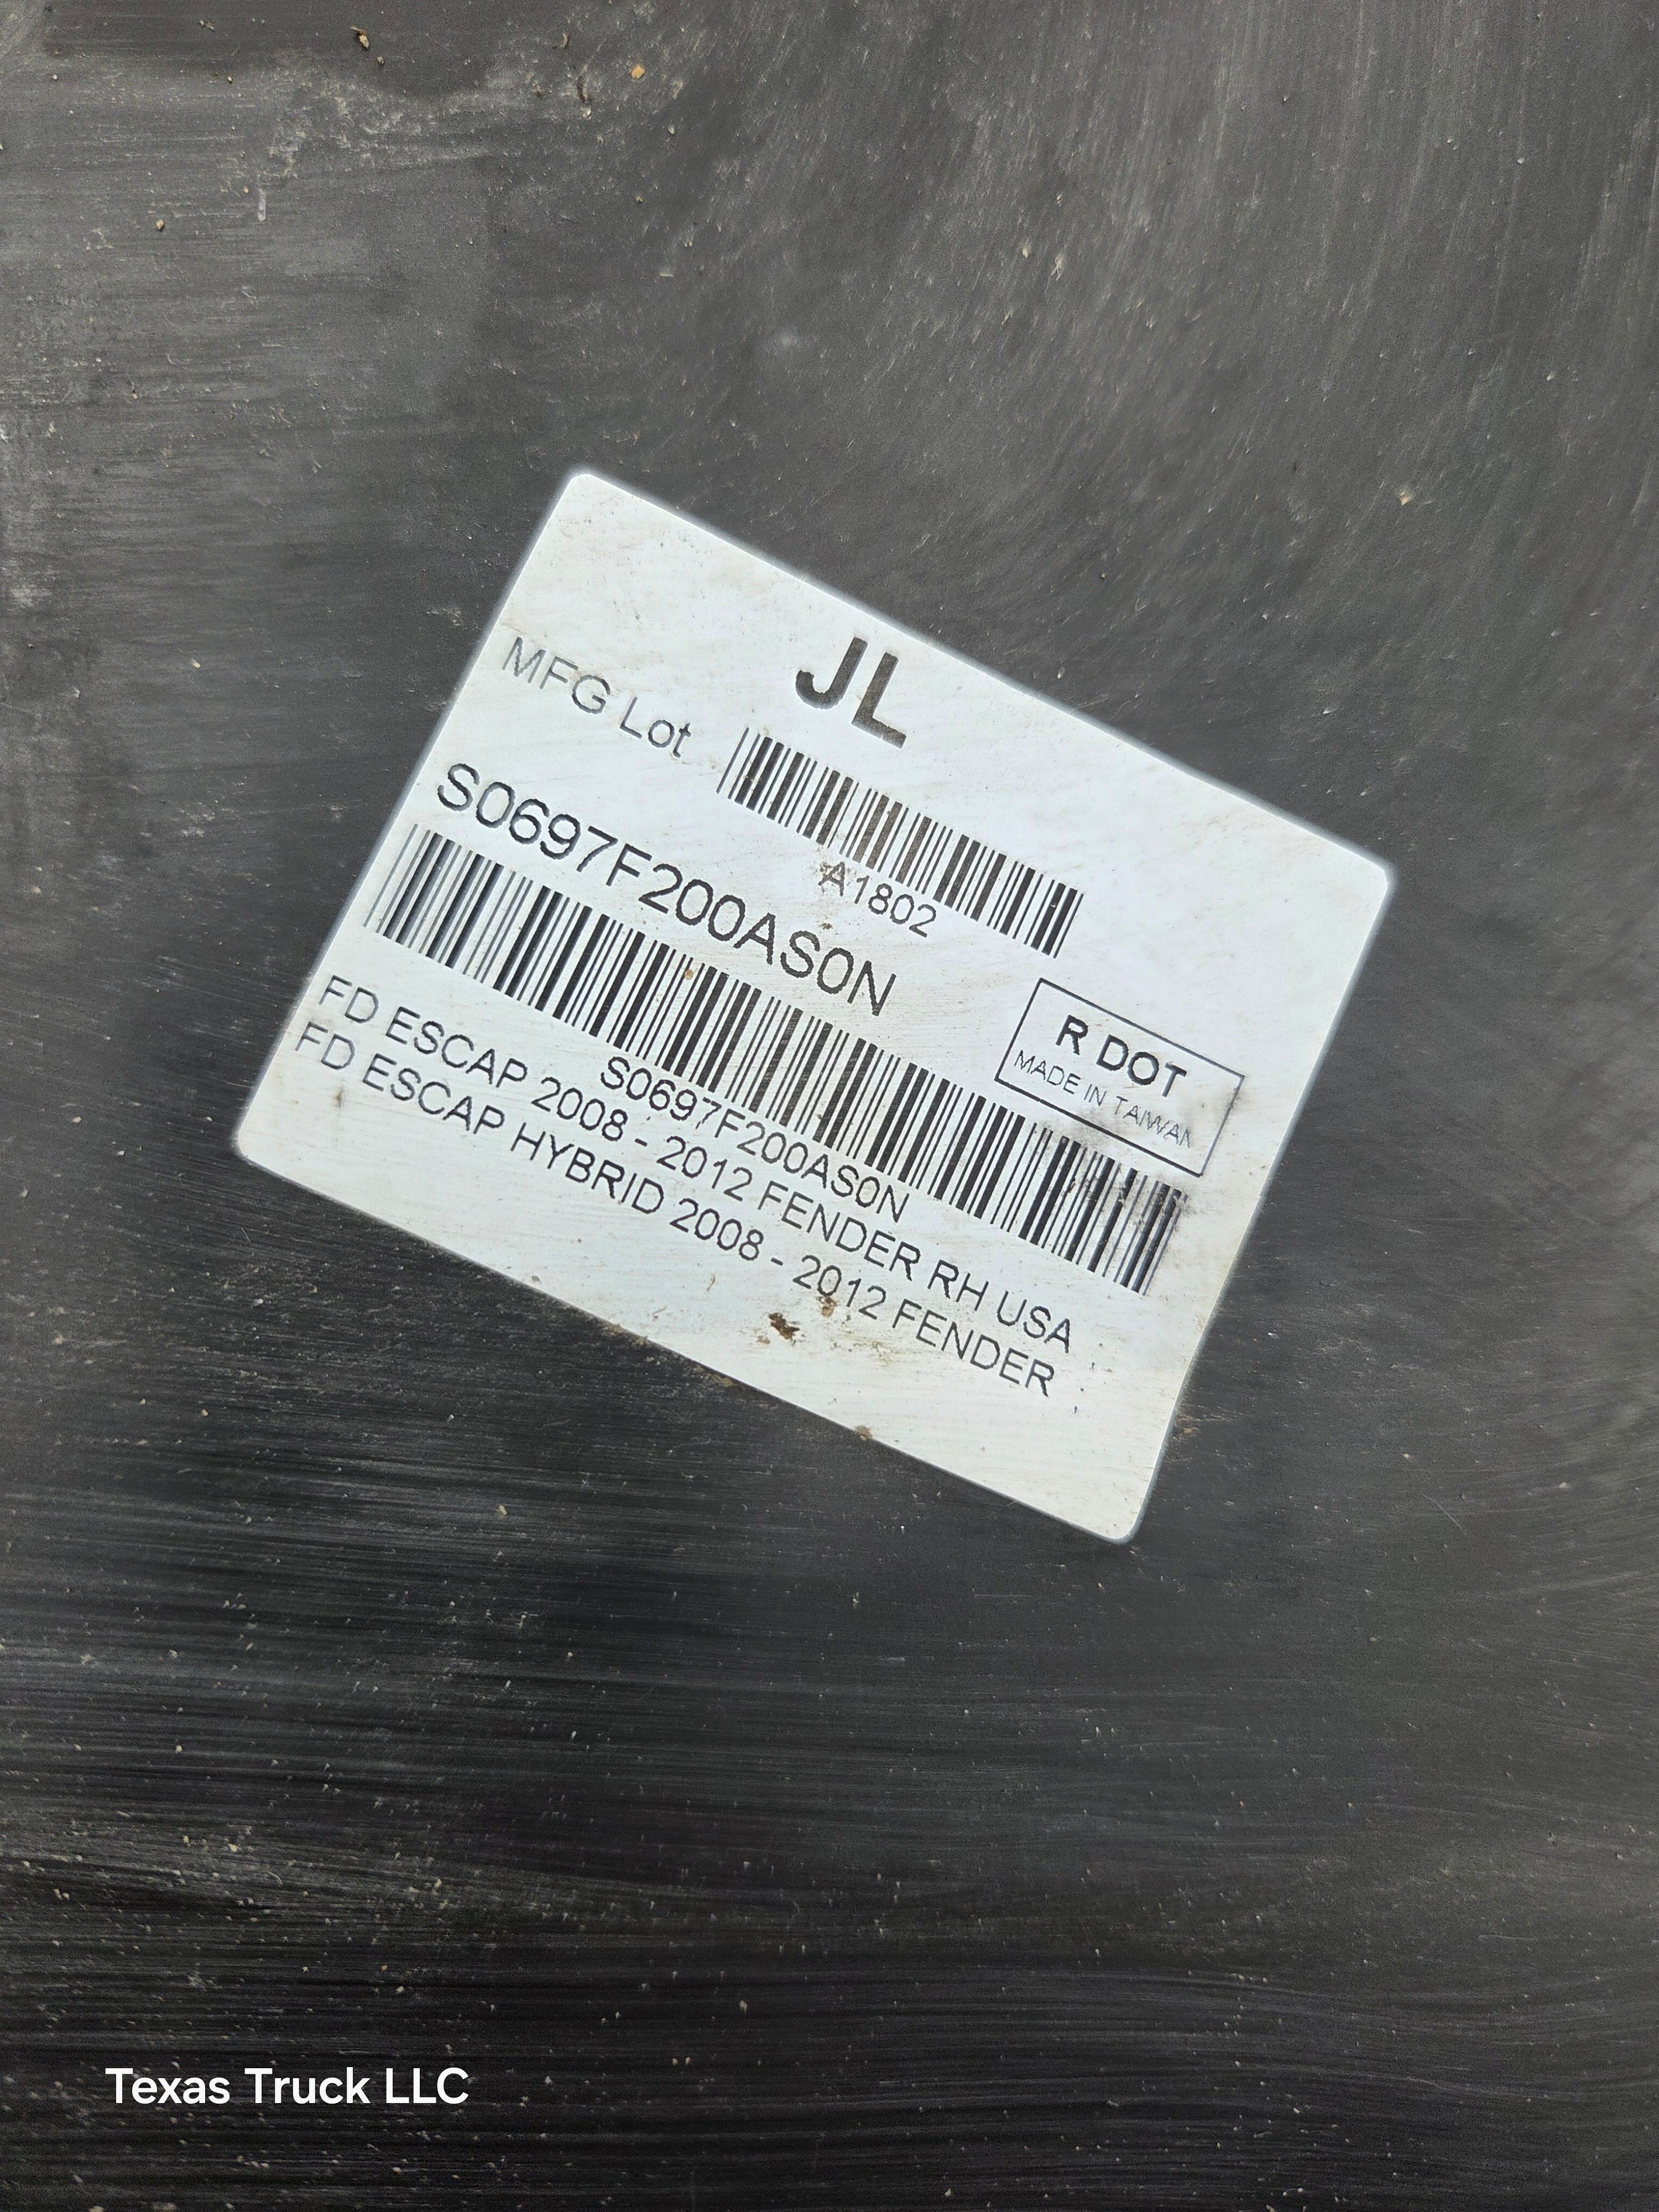 JL
MFG Lot
A1802
S0697F200AS0N
R DOT
MADE IN TAIWAN
S0697F200AS0N
FD ESCAP 2008 - 2012 FENDER RH USA
FD ESCAP HYBRID 2008 - 2012 FENDER
Texas Truck LLC